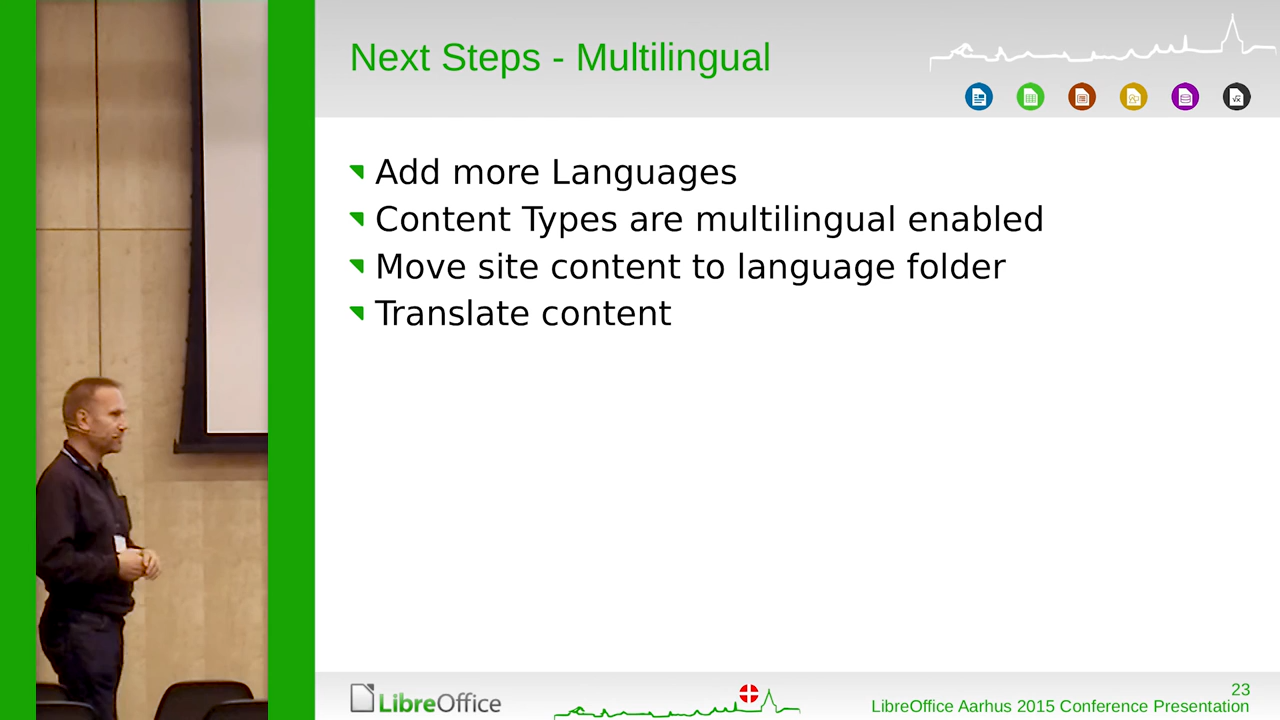 Next Steps - Multilingual
Add more Languages
Content Types are multilingual enabled
Move site content to language folder
Translate content
LibreOffice
23
LibreOffice Aarhus 2015 Conference Presentation